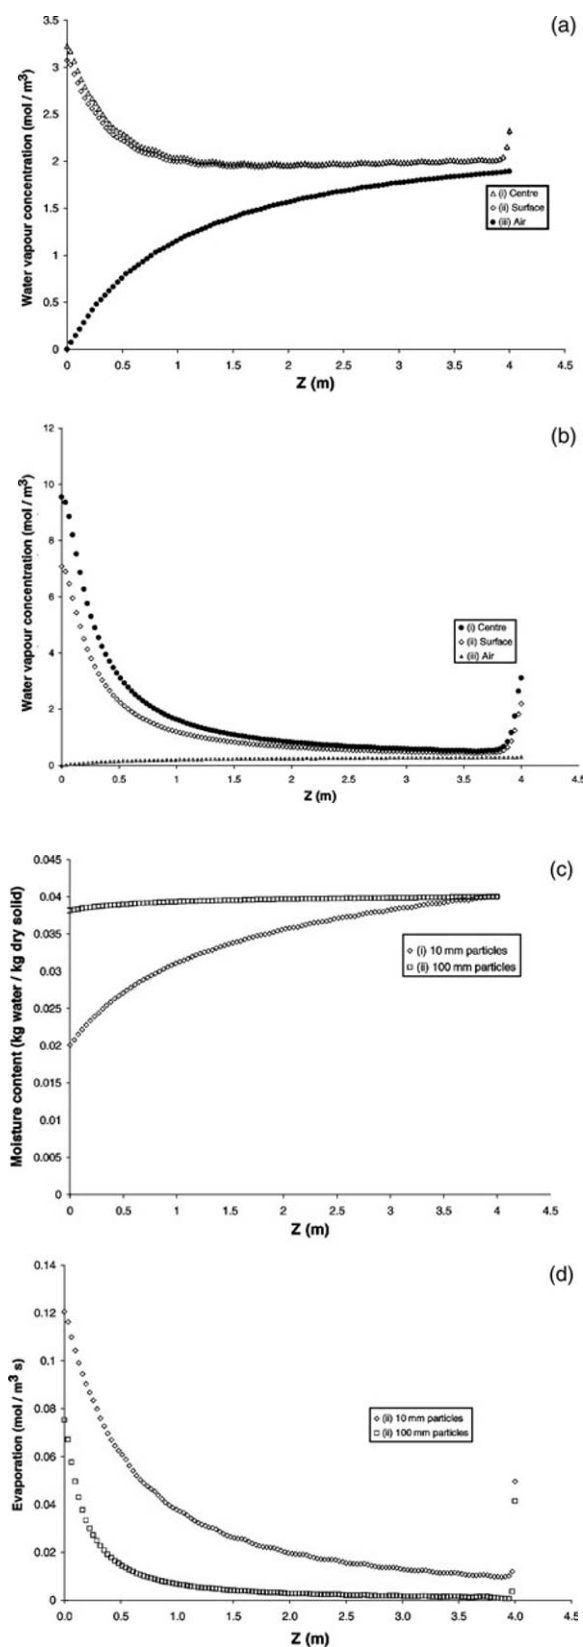 (a)
3.5
3
2.5
2
1.5
1
0.5
0
Water vapour concentration (mol / m³)
(i) Centre
(ii) Surface
(iii) Air
0 0.5 1 1.5 2 2.5 3 3.5 4 4.5
Z (m)
(b)
12
10
8
6
4
2
0
Water vapour concentration (mol / m³)
(i) Centre
(ii) Surface
(iii) Air
0 0.5 1 1.5 2 2.5 3 3.5 4 4.5
Z (m)
(c)
0.045
0.04
0.035
0.03
0.025
0.02
0.015
0.01
0.005
0
Moisture content (kg water / kg dry solid)
(i) 10 mm particles
(ii) 100 mm particles
0 0.5 1 1.5 2 2.5 3 3.5 4 4.5
Z (m)
(d)
0.14
0.12
0.1
0.08
0.06
0.04
0.02
0
Evaporation (mol / m³ s)
(ii) 10 mm particles
(ii) 100 mm particles
0.0 0.5 1.0 1.5 2.0 2.5 3.0 3.5 4.0 4.5
Z (m)